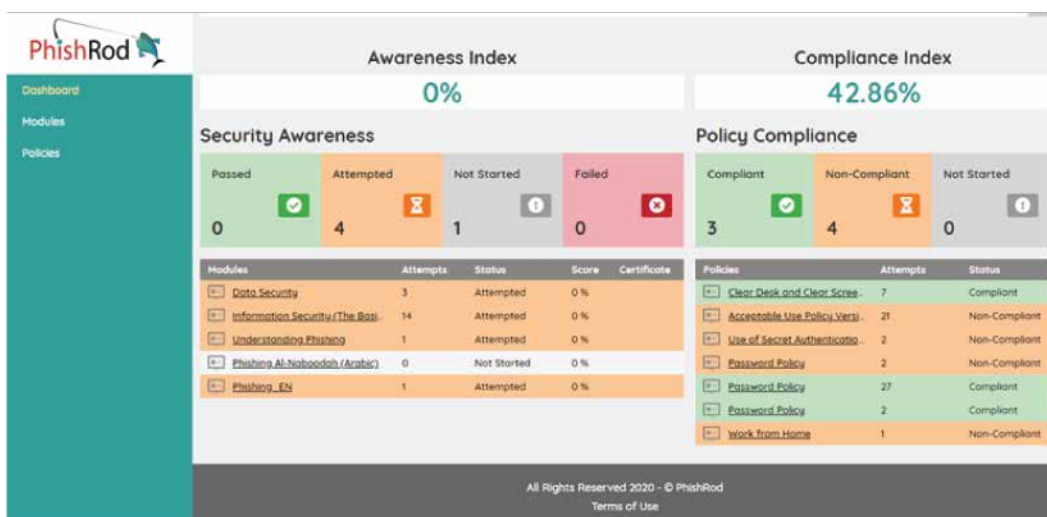 PhishRod
Dashboard
Modules
Policies
Awareness Index
0%
Security Awareness
Passed
0
Attempted
4
Not Started
1
Failed
0
Modules Attempts Status Score Certificate
Data Security 3 Attempted 0 %
Information Security (The Basi.. 14 Attempted 0 %
Understanding Phishing 1 Attempted 0 %
Phishing Al-Naboodah (Arabic) 0 Not Started 0 %
Phishing_EN 1 Attempted 0 %
Compliance Index
42.86%
Policy Compliance
Compliant
3
Non-Compliant
4
Not Started
0
Policies Attempts Status
Clear Desk and Clear Scree.. 7 Compliant
Acceptable Use Policy Versi.. 21 Non-Compliant
Use of Secret Authenticatio.. 2 Non-Compliant
Password Policy 2 Non-Compliant
Password Policy 27 Compliant
Password Policy 2 Compliant
Work from Home 1 Non-Compliant
All Rights Reserved 2020 - © PhishRod
Terms of Use